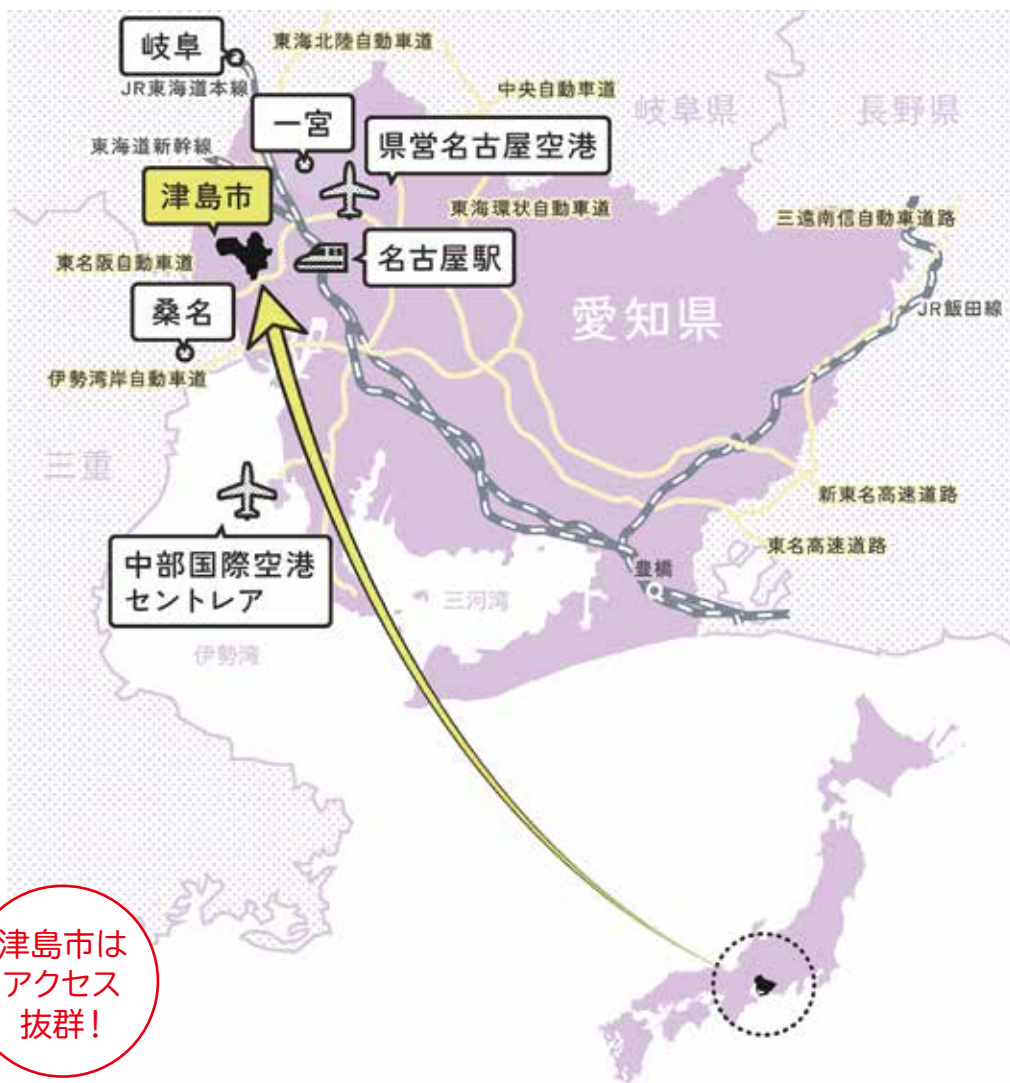 岐阜
東海北陸自動車道
JR東海道本線
中央自動車道
岐阜県
長野県
一宮
東海道新幹線
県営名古屋空港
津島市
東海環状自動車道
三遠南信自動車道路
東名阪自動車道
名古屋駅
桑名
愛知県
JR飯田線
伊勢湾岸自動車道
三重
新東名高速道路
東名高速道路
中部国際空港
セントレア
豊橋
三河湾
伊勢湾
津島市は
アクセス
抜群!